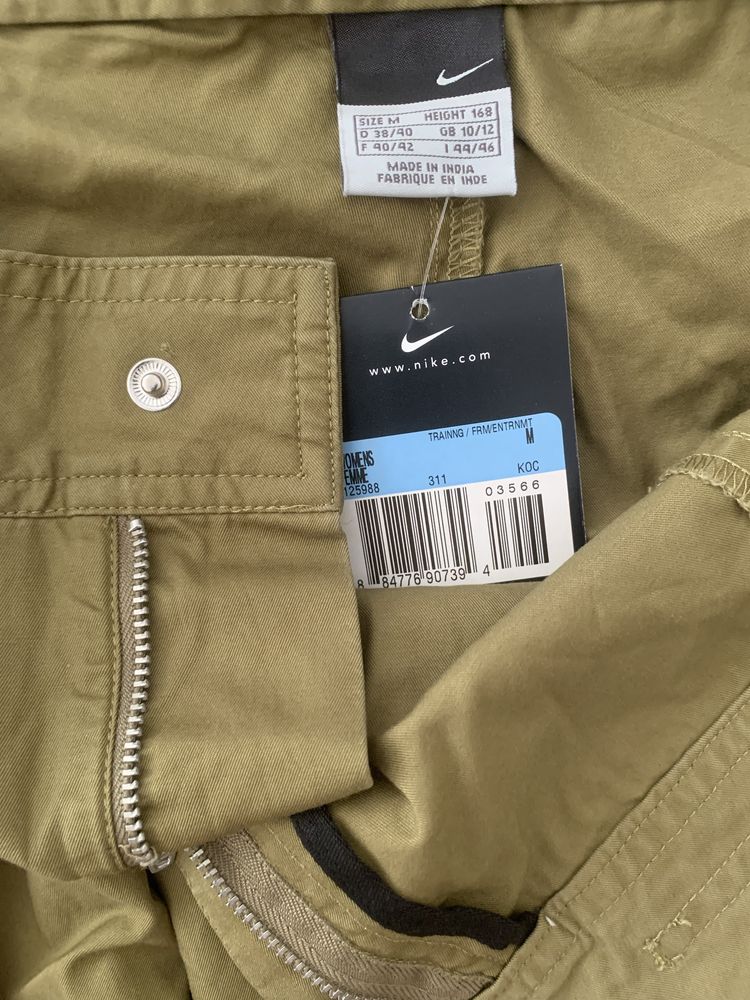 SIZE M HEIGHT 168
D 38/40 GB 10/12
F 40/42 I 44/46
MADE IN INDIA
FABRIQUE EN INDE
www.nike.com
TRAINNG / FRM/ENTRNMT
M
OMENS
EMME
125988 311 KOC
03566
8 84776 90739 4